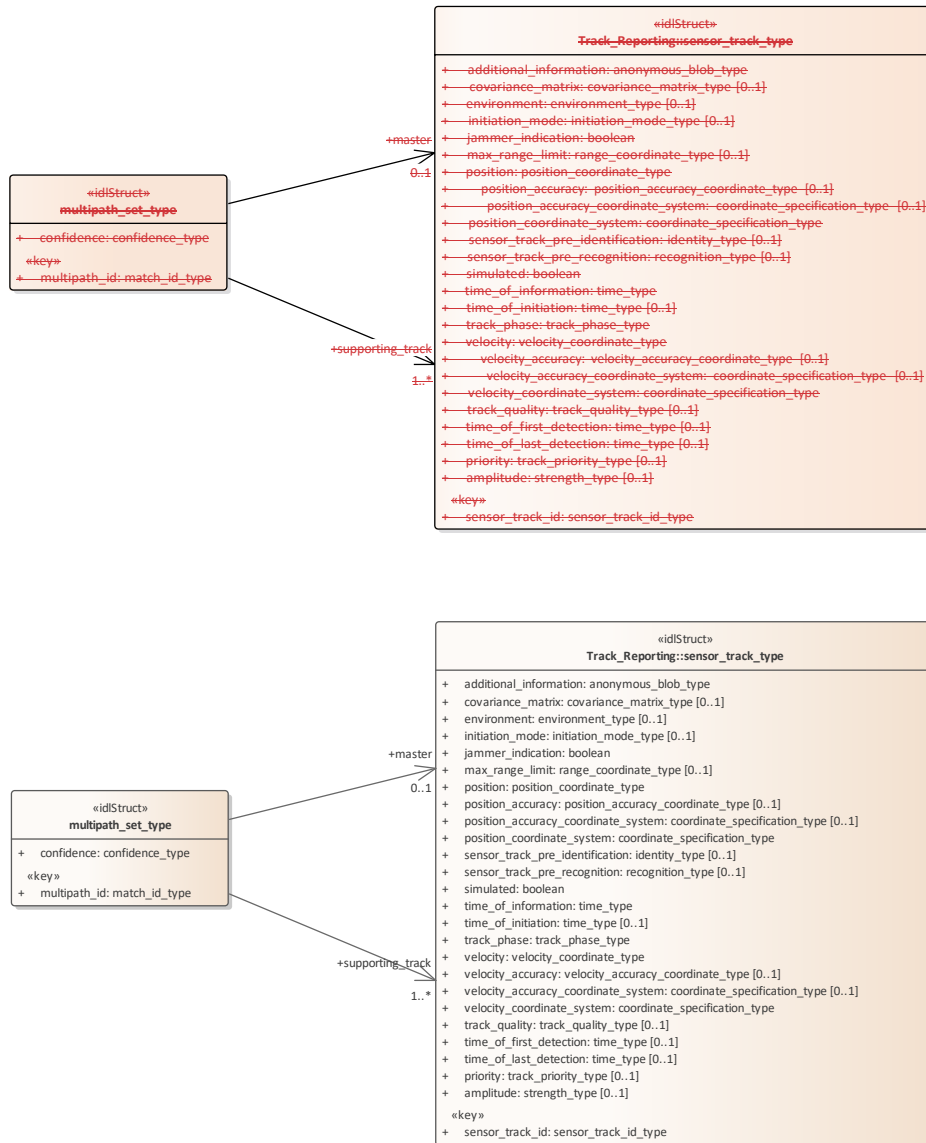 «idlStruct»
Track_Reporting::sensor_track_type
+ additional_information: anonymous_blob_type
+ covariance_matrix: covariance_matrix_type [0..1]
+ environment: environment_type [0..1]
+ initiation_mode: initiation_mode_type [0..1]
+ jammer_indication: boolean
+ max_range_limit: range_coordinate_type [0..1]
+ position: position_coordinate_type
+ position_accuracy: position_accuracy_coordinate_type [0..1]
+ position_accuracy_coordinate_system: coordinate_specification_type [0..1]
+ position_coordinate_system: coordinate_specification_type
+ sensor_track_pre_identification: identity_type [0..1]
+ sensor_track_pre_recognition: recognition_type [0..1]
+ simulated: boolean
+ time_of_information: time_type
+ time_of_initiation: time_type [0..1]
+ track_phase: track_phase_type
+ velocity: velocity_coordinate_type
+ velocity_accuracy: velocity_accuracy_coordinate_type [0..1]
+ velocity_accuracy_coordinate_system: coordinate_specification_type [0..1]
+ velocity_coordinate_system: coordinate_specification_type
+ track_quality: track_quality_type [0..1]
+ time_of_first_detection: time_type [0..1]
+ time_of_last_detection: time_type [0..1]
+ priority: track_priority_type [0..1]
+ amplitude: strength_type [0..1]
«key»
+ sensor_track_id: sensor_track_id_type
+master
0..1
«idlStruct»
multipath_set_type
+ confidence: confidence_type
«key»
+ multipath_id: match_id_type
+supporting_track
1..*
«idlStruct»
Track_Reporting::sensor_track_type
+ additional_information: anonymous_blob_type
+ covariance_matrix: covariance_matrix_type [0..1]
+ environment: environment_type [0..1]
+ initiation_mode: initiation_mode_type [0..1]
+ jammer_indication: boolean
+ max_range_limit: range_coordinate_type [0..1]
+ position: position_coordinate_type
+ position_accuracy: position_accuracy_coordinate_type [0..1]
+ position_accuracy_coordinate_system: coordinate_specification_type [0..1]
+ position_coordinate_system: coordinate_specification_type
+ sensor_track_pre_identification: identity_type [0..1]
+ sensor_track_pre_recognition: recognition_type [0..1]
+ simulated: boolean
+ time_of_information: time_type
+ time_of_initiation: time_type [0..1]
+ track_phase: track_phase_type
+ velocity: velocity_coordinate_type
+ velocity_accuracy: velocity_accuracy_coordinate_type [0..1]
+ velocity_accuracy_coordinate_system: coordinate_specification_type [0..1]
+ velocity_coordinate_system: coordinate_specification_type
+ track_quality: track_quality_type [0..1]
+ time_of_first_detection: time_type [0..1]
+ time_of_last_detection: time_type [0..1]
+ priority: track_priority_type [0..1]
+ amplitude: strength_type [0..1]
«key»
+ sensor_track_id: sensor_track_id_type
+master
0..1
«idlStruct»
multipath_set_type
+ confidence: confidence_type
«key»
+ multipath_id: match_id_type
+supporting_track
1..*